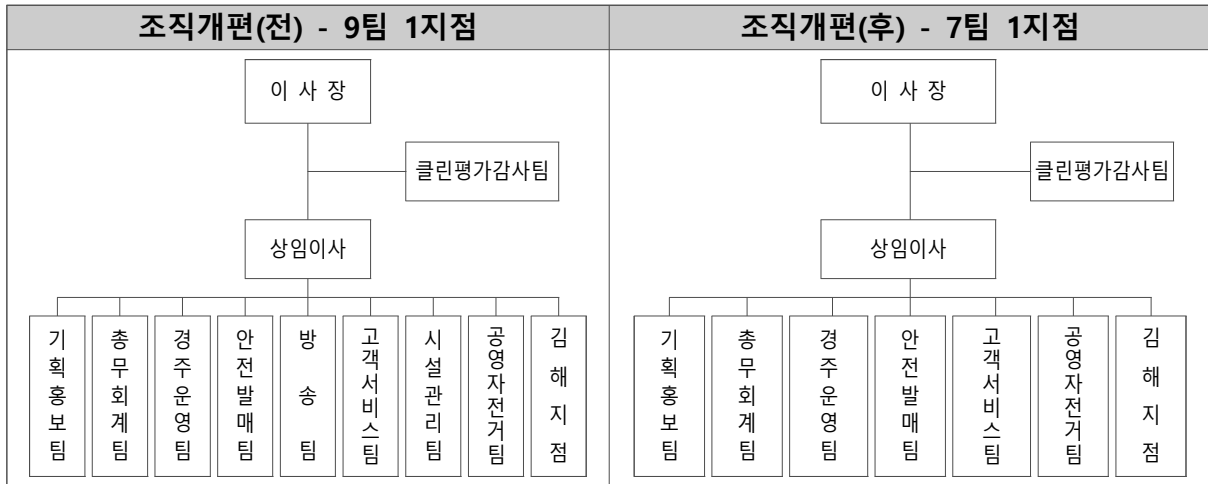 조직개편(전) - 9팀 1지점
이 사 장
클린평가감사팀
상임이사
기획홍보팀
총무회계팀
경주운영팀
안전발매팀
방 송 팀
고객서비스팀
시설관리팀
공영자전거팀
김해지점
조직개편(후) - 7팀 1지점
이 사 장
클린평가감사팀
상임이사
기획홍보팀
총무회계팀
경주운영팀
안전발매팀
고객서비스팀
공영자전거팀
김해지점